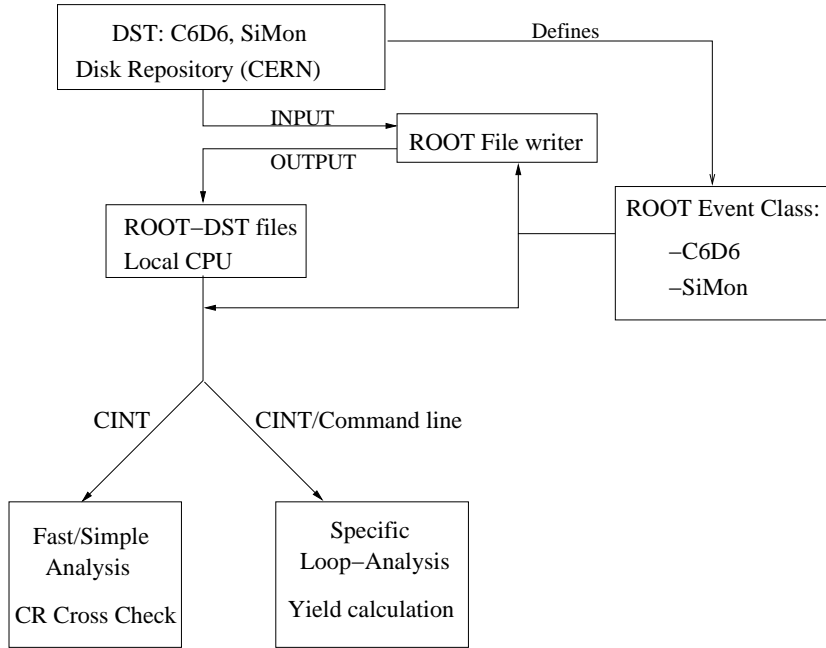 DST: C6D6, SiMon
Disk Repository (CERN)
Defines
INPUT
ROOT File writer
OUTPUT
ROOT−DST files
Local CPU
ROOT Event Class:
−C6D6
−SiMon
CINT
CINT/Command line
Fast/Simple
Analysis
CR Cross Check
Specific
Loop−Analysis
Yield calculation